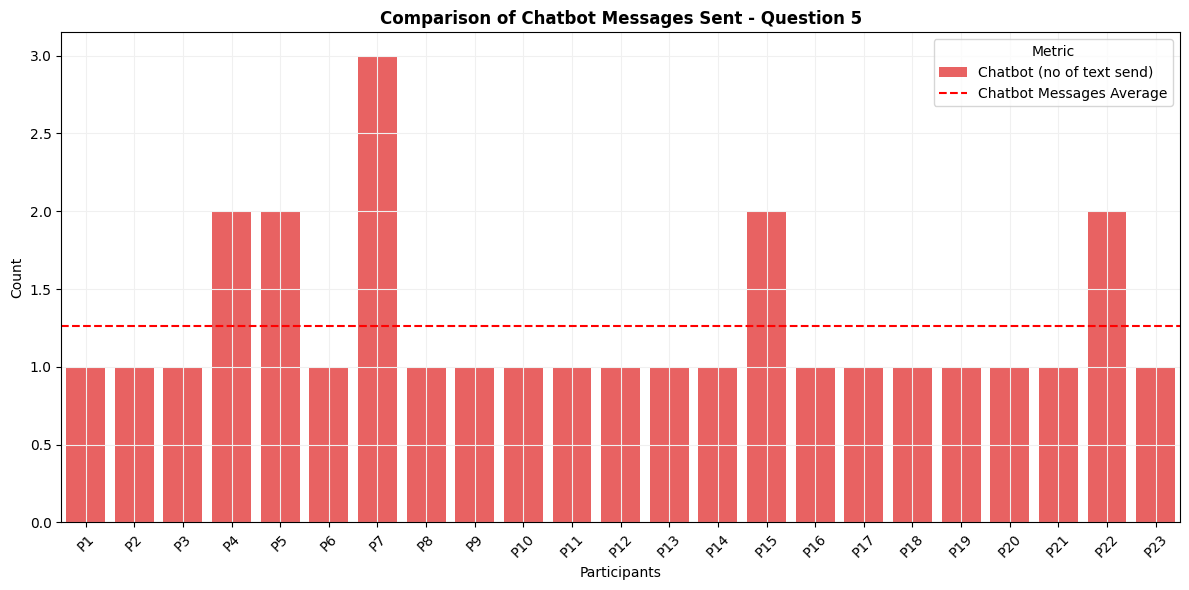 Comparison of Chatbot Messages Sent - Question 5
Metric
Chatbot (no of text send)
Chatbot Messages Average
3.0
2.5
2.0
1.5
1.0
0.5
0.0
Count
P1 P2 P3 P4 P5 P6 P7 P8 P9 P10 P11 P12 P13 P14 P15 P16 P17 P18 P19 P20 P21 P22 P23
Participants